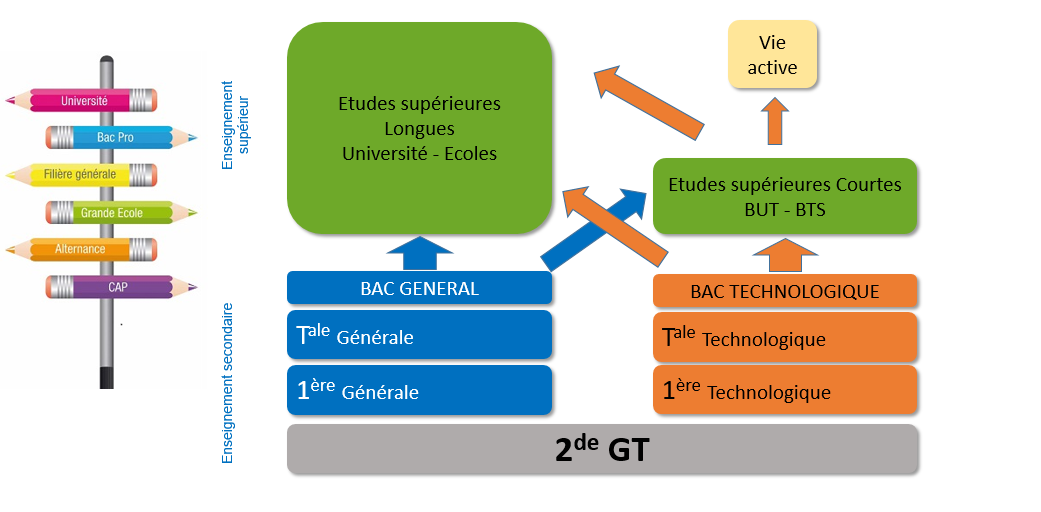 Université
Bac Pro
Filière générale
Grande Ecole
Alternance
CAP
Enseignement
supérieur
Enseignement secondaire
Etudes supérieures
Longues
Université - Ecoles
Vie
active
Etudes supérieures Courtes
BUT - BTS
BAC GENERAL
BAC TECHNOLOGIQUE
Tale Générale
Tale Technologique
1ère Générale
1ère Technologique
2de GT